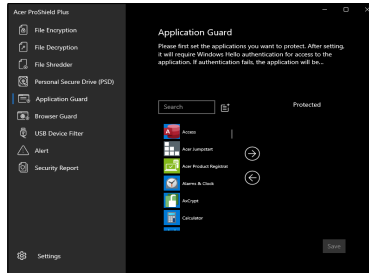 Acer ProShield Plus
File Encryption
File Decryption
File Shredder
Personal Secure Drive (PSD)
Application Guard
Browser Guard
USB Device Filter
Alert
Security Report
Settings
Application Guard
Please first set the applications you want to protect. After setting,
it will require Windows Hello authentication for access to the
application. If authentication fails, the application will be...
Search
Protected
Access
Acer Jumpstart
Acer Product Registrar
Alarms & Clock
AxCrypt
Calculator
Save